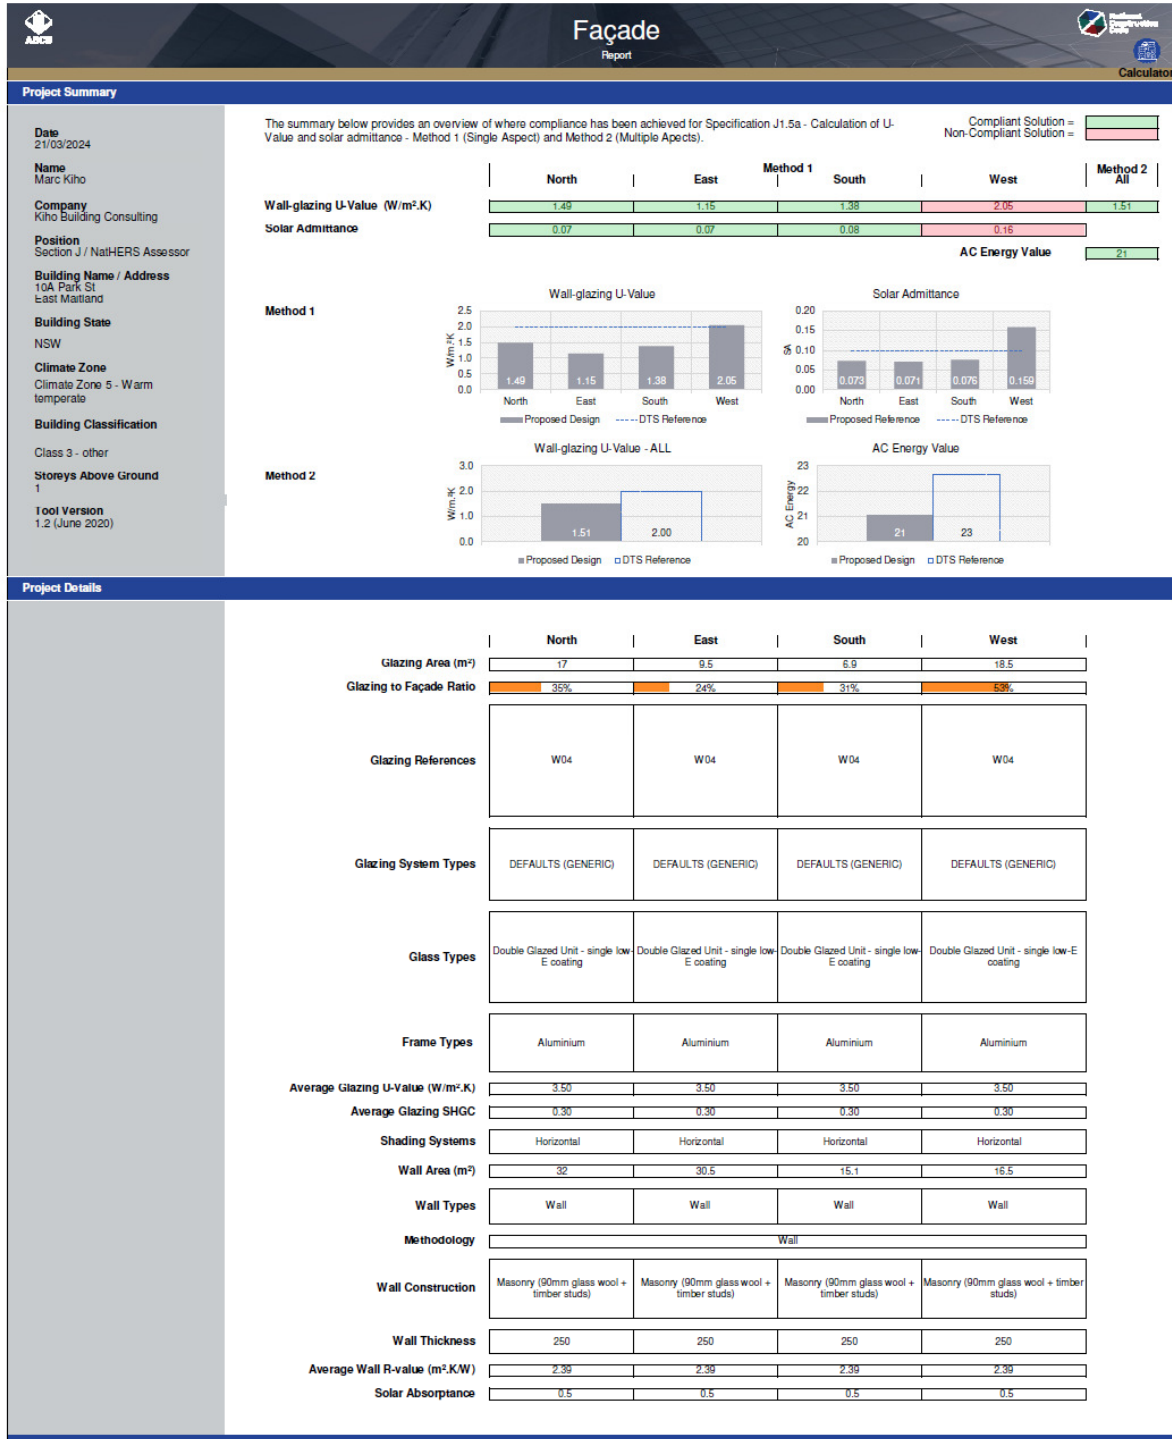 ABCB
Façade
Report
National
Construction
Code
Calculator
Project Summary
Date
21/03/2024
Name
Marc Kiho
Company
Kiho Building Consulting
Position
Section J / NatHERS Assessor
Building Name / Address
10A Park St
East Maitland
Building State
NSW
Climate Zone
Climate Zone 5 - Warm
temperate
Building Classification
Class 3 - other
Storeys Above Ground
1
Tool Version
1.2 (June 2020)
The summary below provides an overview of where compliance has been achieved for Specification J1.5a - Calculation of U-
Value and solar admittance - Method 1 (Single Aspect) and Method 2 (Multiple Apects).
Compliant Solution =
Non-Compliant Solution =
Method 1 Method 2
North East South West All
Wall-glazing U-Value (W/m².K) 1.49 1.15 1.38 2.05 1.51
Solar Admittance 0.07 0.07 0.08 0.16
AC Energy Value 21
Method 1
Wall-glazing U-Value
W/m.²K
2.5
2.0
1.5
1.0
0.5
0.0
1.49 1.15 1.38 2.05
North East South West
Proposed Design DTS Reference
Solar Admittance
SA
0.20
0.15
0.10
0.05
0.00
0.073 0.071 0.076 0.159
North East South West
Proposed Reference DTS Reference
Method 2
Wall-glazing U-Value - ALL
W/m.²K
3.0
2.0
1.0
0.0
1.51 2.00
Proposed Design DTS Reference
AC Energy Value
AC Energy
23
22
21
20
21 23
Proposed Design DTS Reference
Project Details
North East South West
Glazing Area (m²) 17 9.5 6.9 18.5
Glazing to Façade Ratio 35% 24% 31% 53%
Glazing References W04 W04 W04 W04
Glazing System Types DEFAULTS (GENERIC) DEFAULTS (GENERIC) DEFAULTS (GENERIC) DEFAULTS (GENERIC)
Glass Types Double Glazed Unit - single low-E coating Double Glazed Unit - single low-E coating Double Glazed Unit - single low-E coating Double Glazed Unit - single low-E coating
Frame Types Aluminium Aluminium Aluminium Aluminium
Average Glazing U-Value (W/m².K) 3.50 3.50 3.50 3.50
Average Glazing SHGC 0.30 0.30 0.30 0.30
Shading Systems Horizontal Horizontal Horizontal Horizontal
Wall Area (m²) 32 30.5 15.1 16.5
Wall Types Wall Wall Wall Wall
Methodology Wall
Wall Construction Masonry (90mm glass wool + timber studs) Masonry (90mm glass wool + timber studs) Masonry (90mm glass wool + timber studs) Masonry (90mm glass wool + timber studs)
Wall Thickness 250 250 250 250
Average Wall R-value (m².K/W) 2.39 2.39 2.39 2.39
Solar Absorptance 0.5 0.5 0.5 0.5